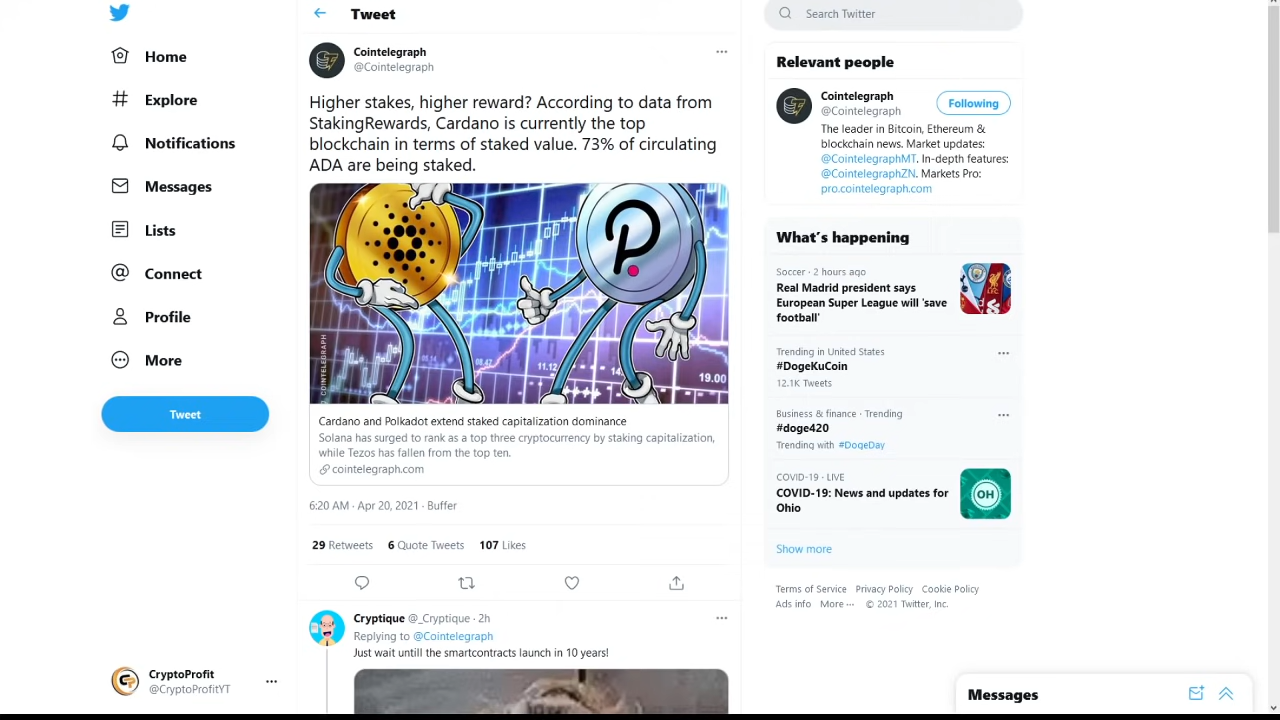 Home
Explore
Notifications
Messages
Lists
Connect
Profile
More
Tweet
CryptoProfit
@CryptoProfitYT
Tweet
Cointelegraph
@Cointelegraph
Higher stakes, higher reward? According to data from
StakingRewards, Cardano is currently the top
blockchain in terms of staked value. 73% of circulating
ADA are being staked.
COINTELEGRAPH
08.47
11.12
19.00
Cardano and Polkadot extend staked capitalization dominance
Solana has surged to rank as a top three cryptocurrency by staking capitalization,
while Tezos has fallen from the top ten.
cointelegraph.com
6:20 AM · Apr 20, 2021 · Buffer
29 Retweets 6 Quote Tweets 107 Likes
Cryptique @_Cryptique · 2h
Replying to @Cointelegraph
Just wait untill the smartcontracts launch in 10 years!
Search Twitter
Relevant people
Cointelegraph
@Cointelegraph
Following
The leader in Bitcoin, Ethereum &
blockchain news. Market updates:
@CointelegraphMT. In-depth features:
@CointelegraphZN. Markets Pro:
pro.cointelegraph.com
What's happening
Soccer · 2 hours ago
Real Madrid president says
European Super League will 'save
football'
Trending in United States
#DogeKuCoin
12.1K Tweets
Business & finance · Trending
#doge420
Trending with #DogeDay
COVID-19 · LIVE
COVID-19: News and updates for
Ohio
OH
Show more
Terms of Service Privacy Policy Cookie Policy
Ads info More ··· © 2021 Twitter, Inc.
Messages